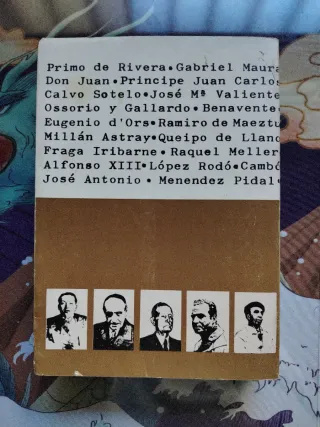 Primo de Rivera•Gabriel Maura
Don Juan•Principe Juan Carlos
Calvo Sotelo•José Mª Valiente
Ossorio y Gallardo•Benavente
Eugenio d'Ors•Ramiro de Maeztu
Millán Astray•Queipo de Llano
Fraga Iribarne•Raquel Meller
Alfonso XIII•López Rodó•Cambó
José Antonio•Menendez Pidal•